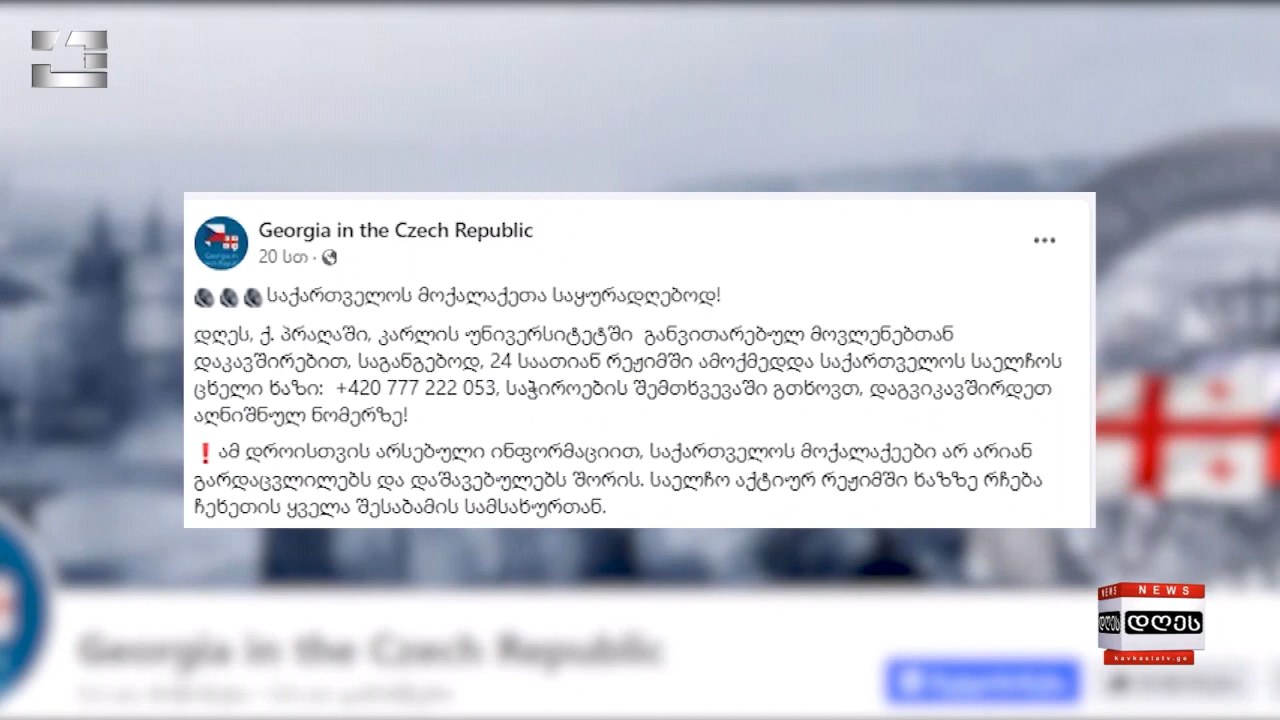 Georgia in the Czech Republic
20 სთ ·
საქართველოს მოქალაქეთა საყურადღებოდ!
დღეს, ქ. პრაღაში, კარლის უნივერსიტეტში განვითარებულ მოვლენებთან
დაკავშირებით, საგანგებოდ, 24 საათიან რეჟიმში ამოქმედდა საქართველოს საელჩოს
ცხელი ხაზი: +420 777 222 053, საჭიროების შემთხვევაში გთხოვთ, დაგვიკავშირდეთ
აღნიშნულ ნომერზე!
❗ამ დროისთვის არსებული ინფორმაციით, საქართველოს მოქალაქეები არ არიან
გარდაცვლილებს და დაშავებულებს შორის. საელჩო აქტიურ რეჟიმში ხაზზე რჩება
ჩეხეთის ყველა შესაბამის სამსახურთან.
Georgia in the Czech Republic
NEWS NEWS
დღეს დღეს
kavkasiatv.ge